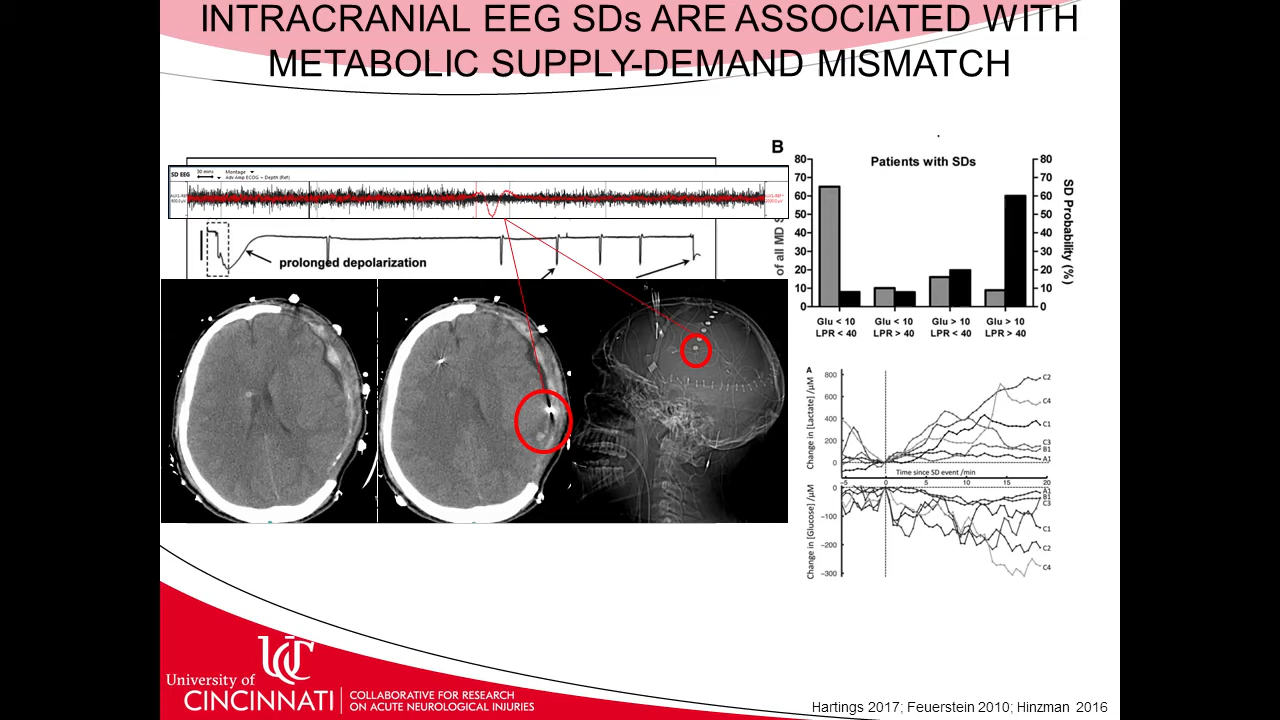 INTRACRANIAL EEG SDs ARE ASSOCIATED WITH
METABOLIC SUPPLY-DEMAND MISMATCH
SD EEG
30 mins
Montage
Adv Amp ECOG + Depth (Ref)
prolonged depolarization
B
Patients with SDs
80
70
60
50
40
30
20
10
0
of all MD S
80
70
60
50
40
30
20
10
0
SD Probability (%)
Glu < 10
LPR < 40
Glu < 10
LPR > 40
Glu > 10
LPR < 40
Glu > 10
LPR > 40
A
Change in [Lactate] /µM
800
600
400
200
0
C2
C4
C1
C3
B1
A1
Time since SD event /min
-5
0
5
10
15
20
Change in [Glucose] /µM
0
-100
-200
-300
A1
B1
C3
C1
C2
C4
UC
University of
CINCINNATI
COLLABORATIVE FOR RESEARCH
ON ACUTE NEUROLOGICAL INJURIES
Hartings 2017; Feuerstein 2010; Hinzman 2016